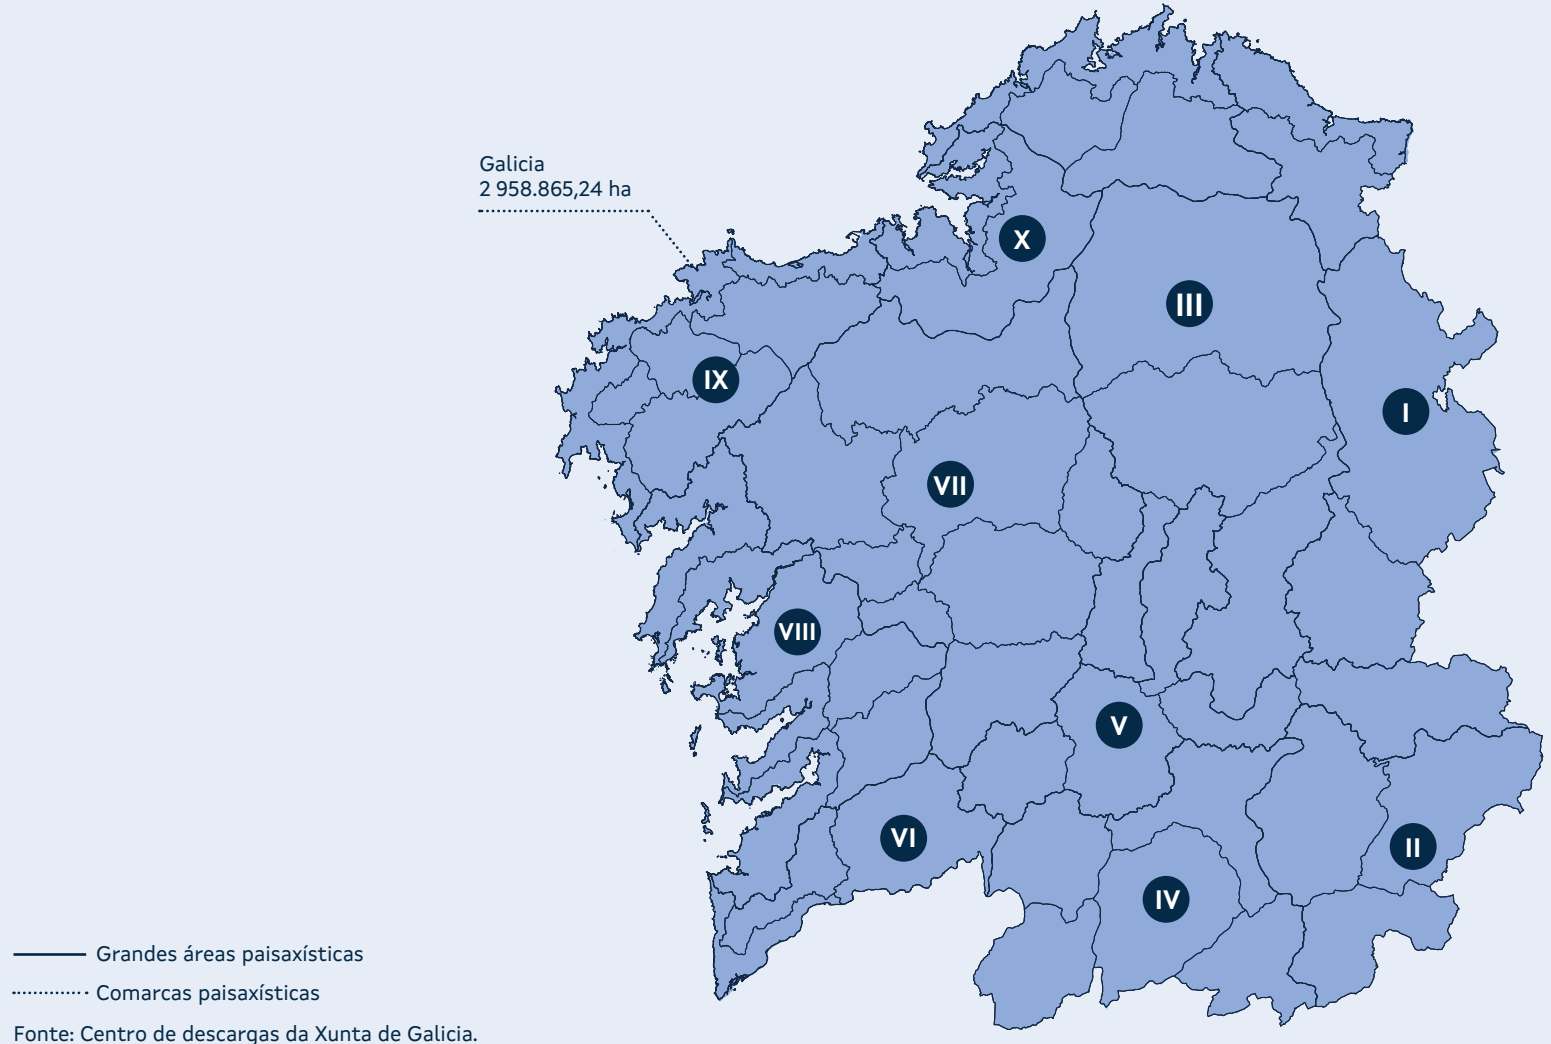 Galicia
2 958.865,24 ha
X
III
IX
I
VII
VIII
V
VI
II
IV
Grandes áreas paisaxísticas
Comarcas paisaxísticas
Fonte: Centro de descargas da Xunta de Galicia.